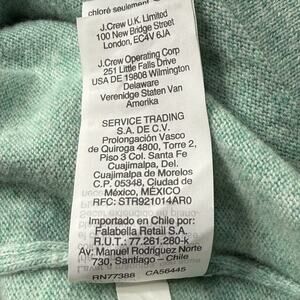 chloré seulement
J.Crew U.K. Limited
100 New Bridge Street
London, EC4V 6JA
J.Crew Operating Corp
251 Little Falls Drive
USA DE 19808 Wilmington
Delaware
Verenidge Staten Van
Amerika
SERVICE TRADING
S.A. DE C.V.
Prolongación Vasco
de Quiroga 4800, Torre 2,
Piso 3 Col. Santa Fe
Cuajimalpa, Del.
Cuajimalpa de Morelos
C.P. 05348, Ciudad de
México, MÉXICO
RFC: STR921014AR0
Importado en Chile por:
Falabella Retail S.A.
R.U.T.: 77.261.280-k
Av: Manuel Rodriguez Norte
730, Santiago - Chile
RN77388 CA56445